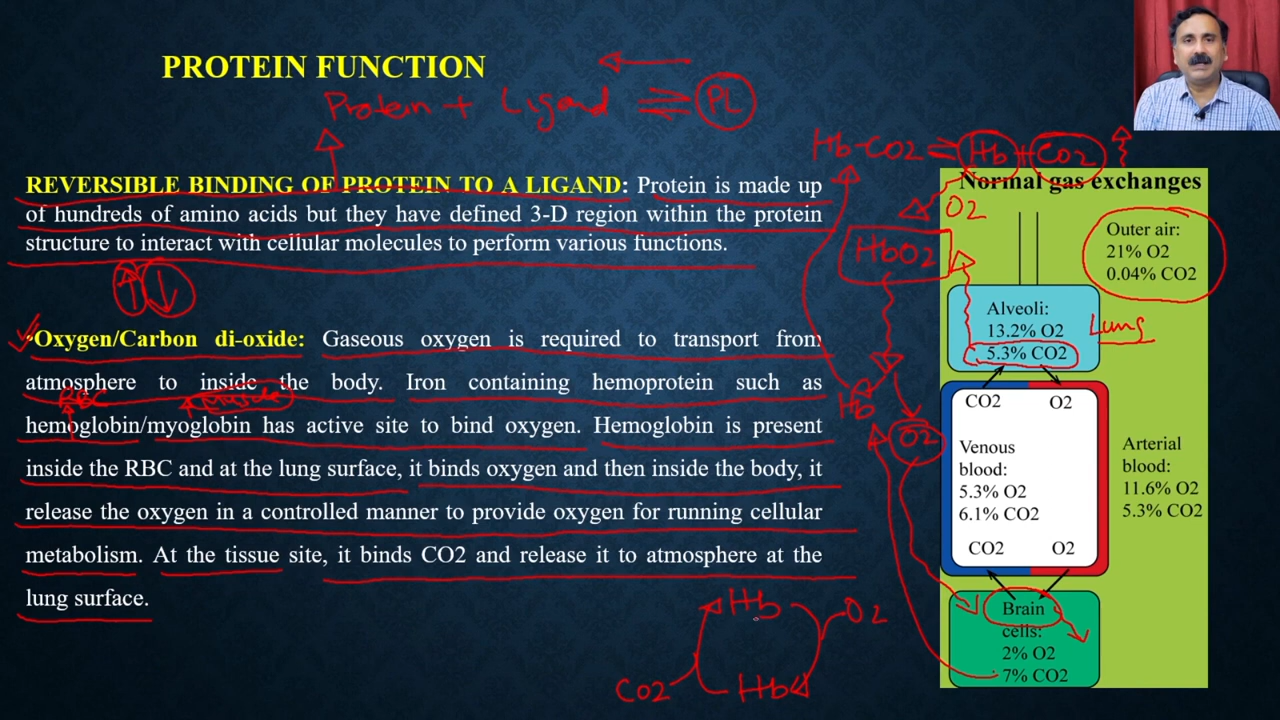 PROTEIN FUNCTION
Protein + Ligand ⇌ PL
Hb-CO2 = Hb + CO2
REVERSIBLE BINDING OF PROTEIN TO A LIGAND: Protein is made up
of hundreds of amino acids but they have defined 3-D region within the protein
structure to interact with cellular molecules to perform various functions.
•Oxygen/Carbon di-oxide: Gaseous oxygen is required to transport from
atmosphere to inside the body. Iron containing hemoprotein such as
RBC
Muscle
hemoglobin/myoglobin has active site to bind oxygen. Hemoglobin is present
inside the RBC and at the lung surface, it binds oxygen and then inside the body, it
release the oxygen in a controlled manner to provide oxygen for running cellular
metabolism. At the tissue site, it binds CO2 and release it to atmosphere at the
lung surface.
Hb
O2
CO2
Hb
O2
HbO2
Hb
O2
Normal gas exchanges
Outer air:
21% O2
0.04% CO2
Alveoli:
13.2% O2
5.3% CO2
Lung
CO2
O2
Venous
blood:
5.3% O2
6.1% CO2
Arterial
blood:
11.6% O2
5.3% CO2
CO2
O2
Brain
cells:
2% O2
7% CO2